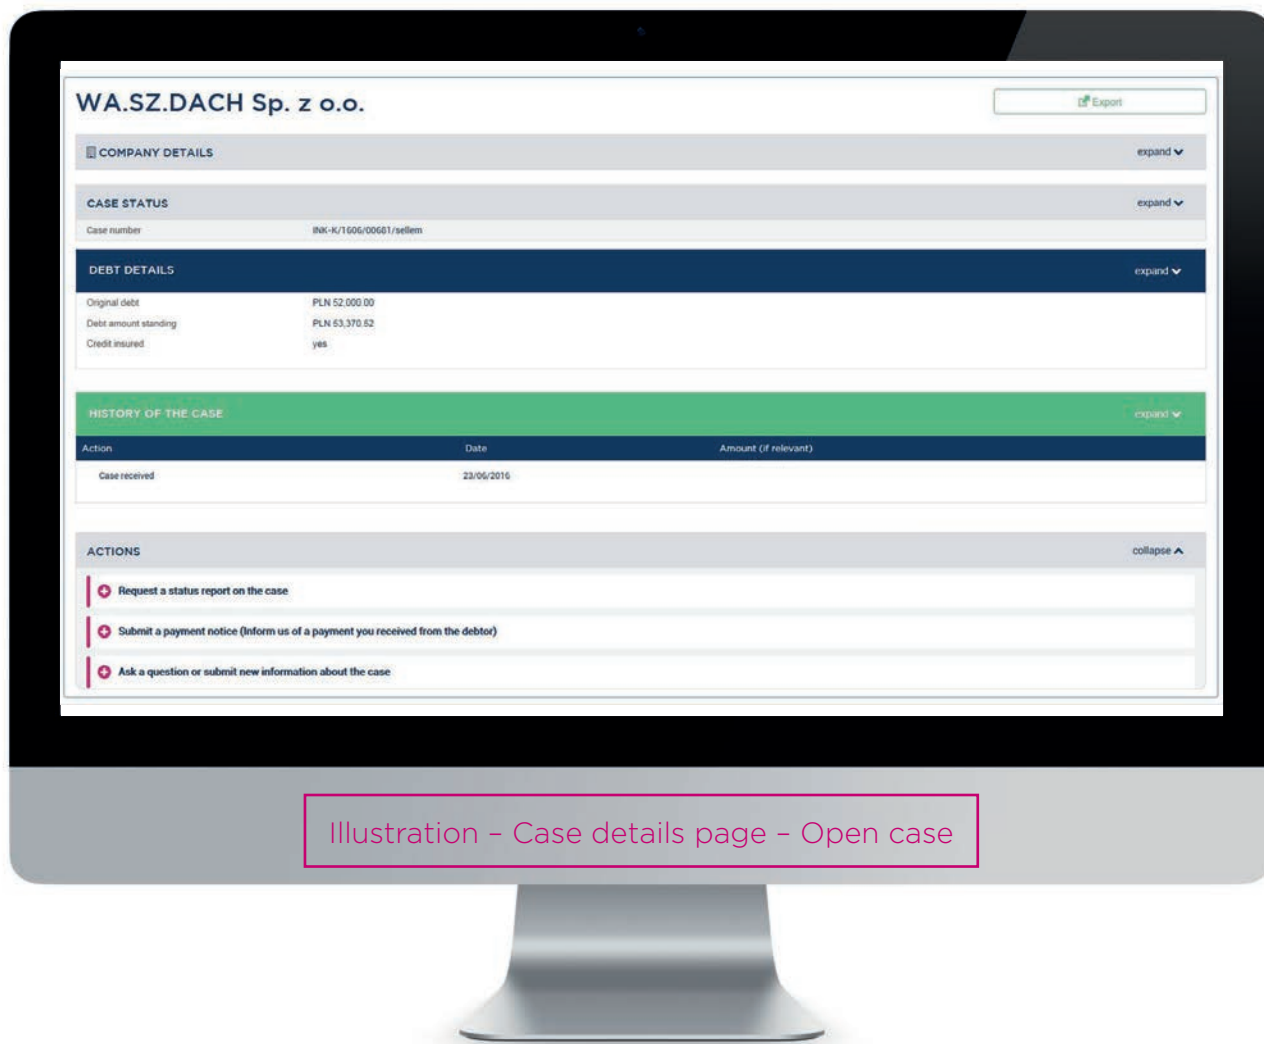 WA.SZ.DACH Sp. z o.o.
Export
COMPANY DETAILS expand
CASE STATUS expand
Case number INK-K/1606/00681/sellem
DEBT DETAILS expand
Original debt PLN 52,000.00
Debt amount standing PLN 53,370.52
Credit insured yes
HISTORY OF THE CASE expand
Action Date Amount (if relevant)
Case received 23/06/2016
ACTIONS collapse
Request a status report on the case
Submit a payment notice (Inform us of a payment you received from the debtor)
Ask a question or submit new information about the case
Illustration – Case details page – Open case